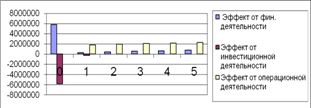 8000000
6000000
4000000
2000000
0
-2000000
-4000000
-6000000
-8000000
0 1 2 3 4 5
Эффект от фин.
деятельности
Эффект от
инвестиционной
деятельности
Эффект от операционной
деятельности